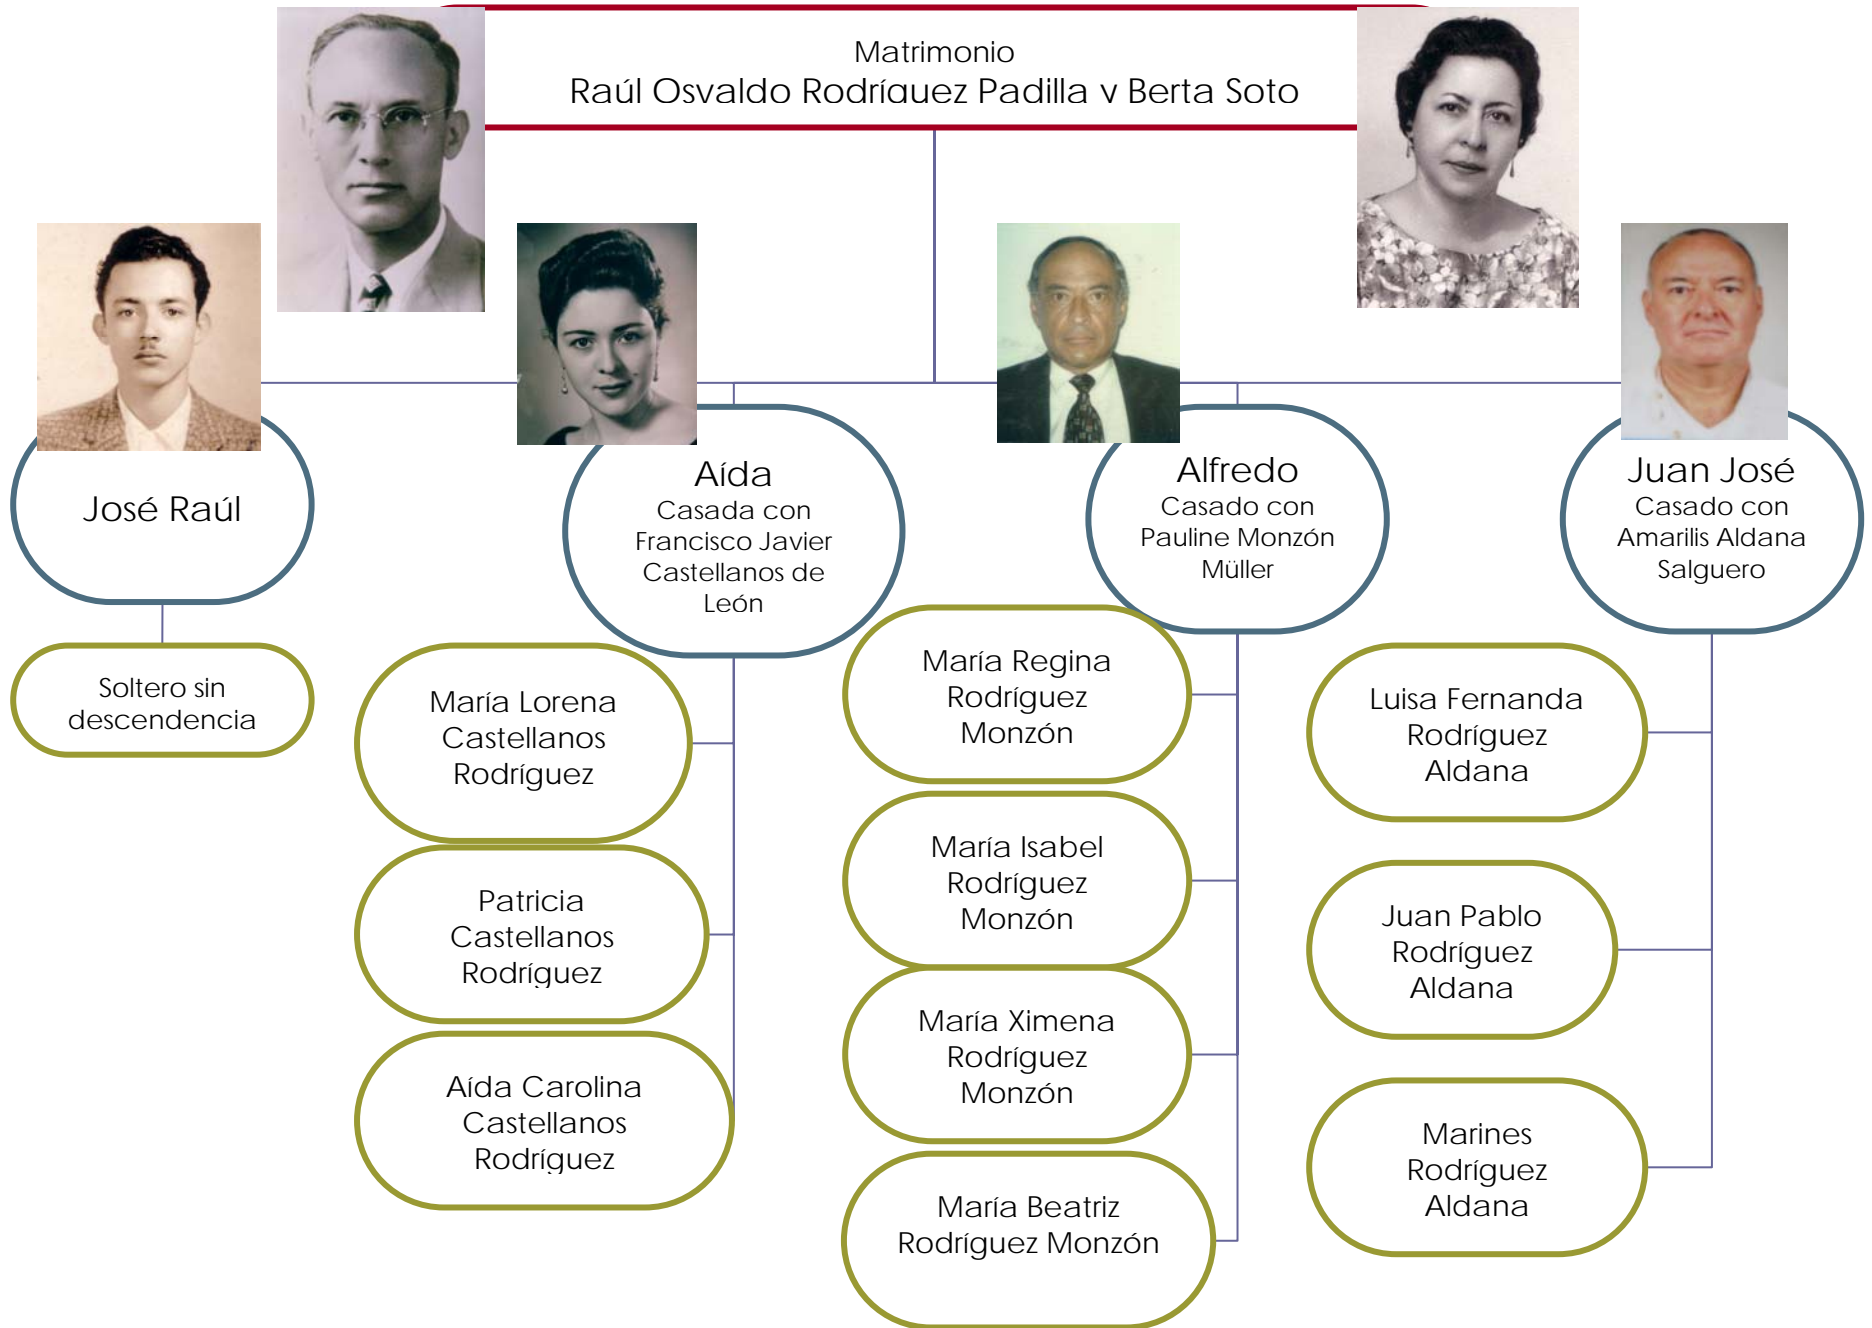 Matrimonio
Raúl Osvaldo Rodríguez Padilla y Berta Soto
José Raúl
Soltero sin
descendencia
Aída
Casada con
Francisco Javier
Castellanos de
León
María Lorena
Castellanos
Rodríguez
Patricia
Castellanos
Rodríguez
Aída Carolina
Castellanos
Rodríguez
Alfredo
Casado con
Pauline Monzón
Müller
María Regina
Rodríguez
Monzón
María Isabel
Rodríguez
Monzón
María Ximena
Rodríguez
Monzón
María Beatriz
Rodríguez Monzón
Juan José
Casado con
Amarilis Aldana
Salguero
Luisa Fernanda
Rodríguez
Aldana
Juan Pablo
Rodríguez
Aldana
Marines
Rodríguez
Aldana